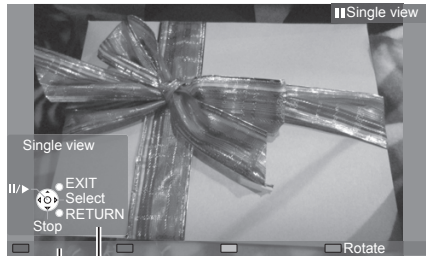 Single view
Single view
EXIT
Select
RETURN
Stop
Rotate